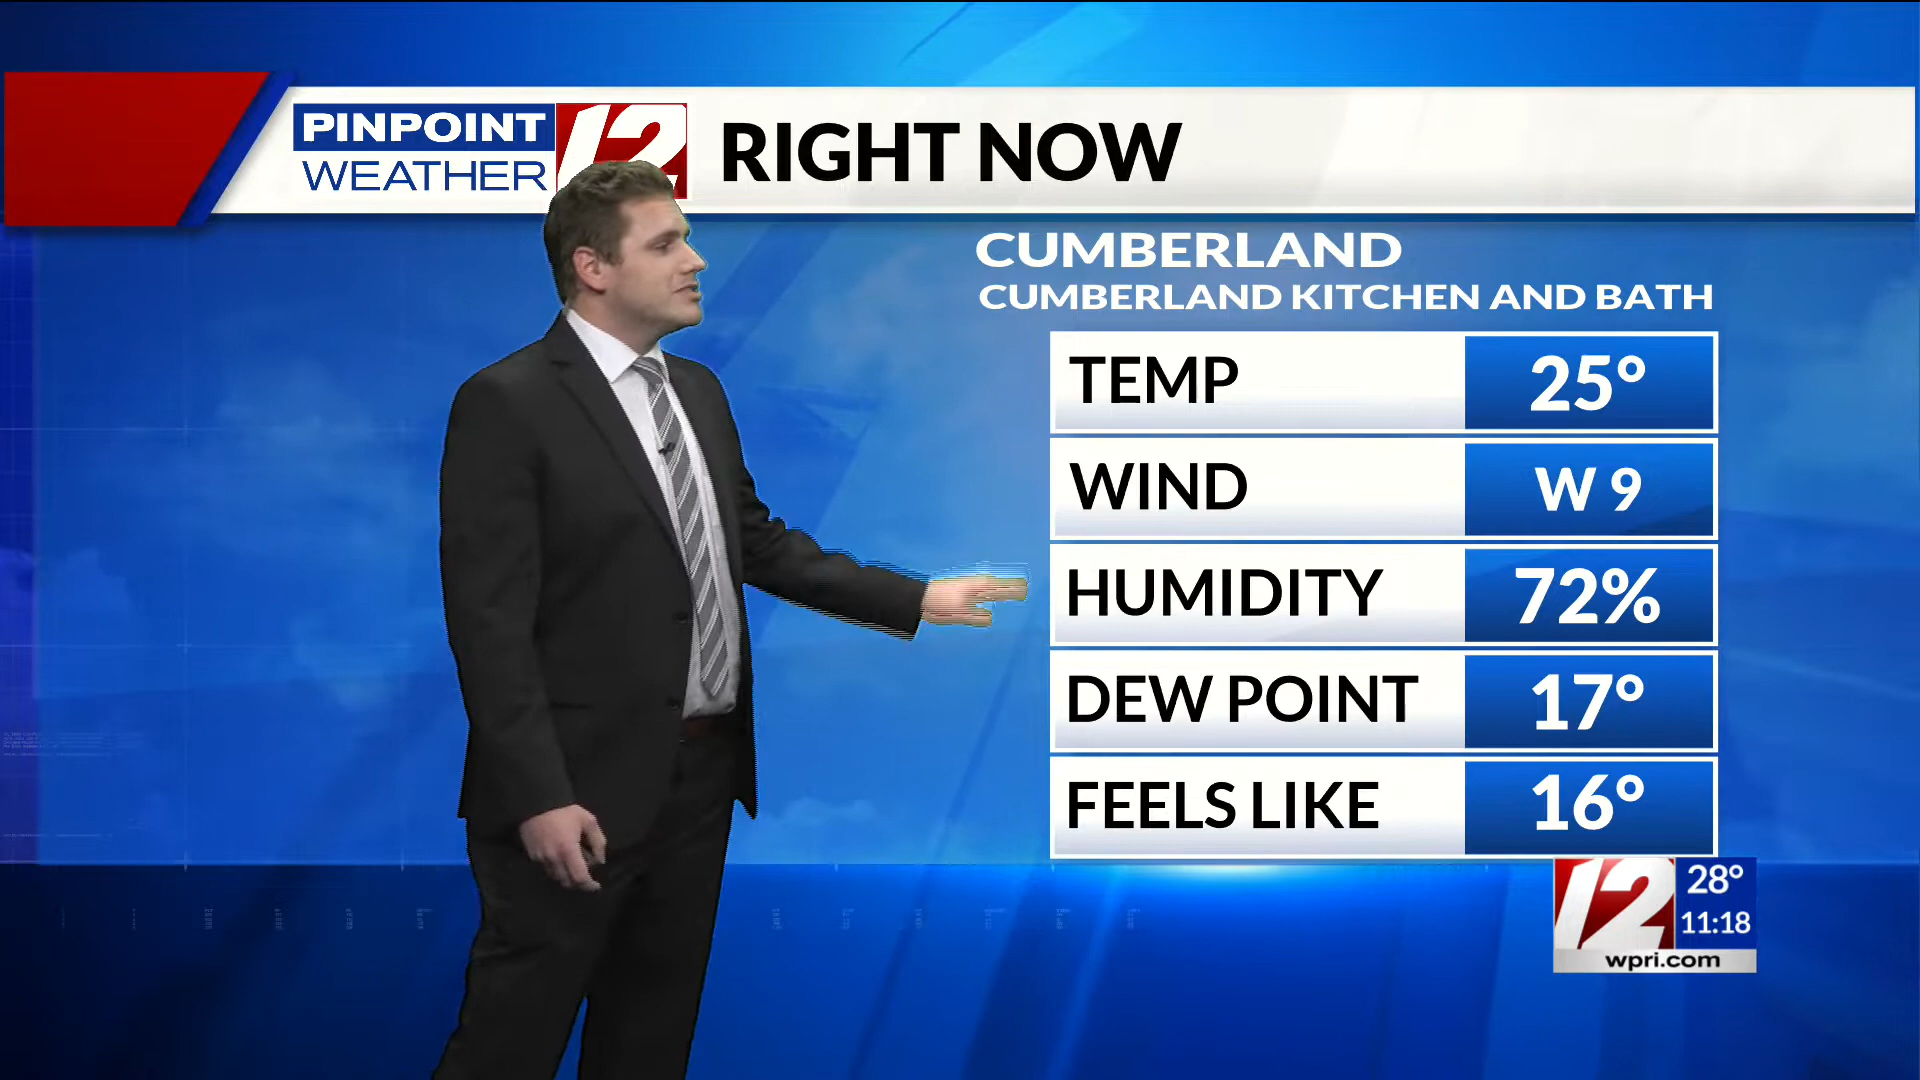 PINPOINT
WEATHER
12
RIGHT NOW
CUMBERLAND
CUMBERLAND KITCHEN AND BATH
TEMP 25°
WIND W 9
HUMIDITY 72%
DEW POINT 17°
FEELS LIKE 16°
12
28°
11:18
wpri.com